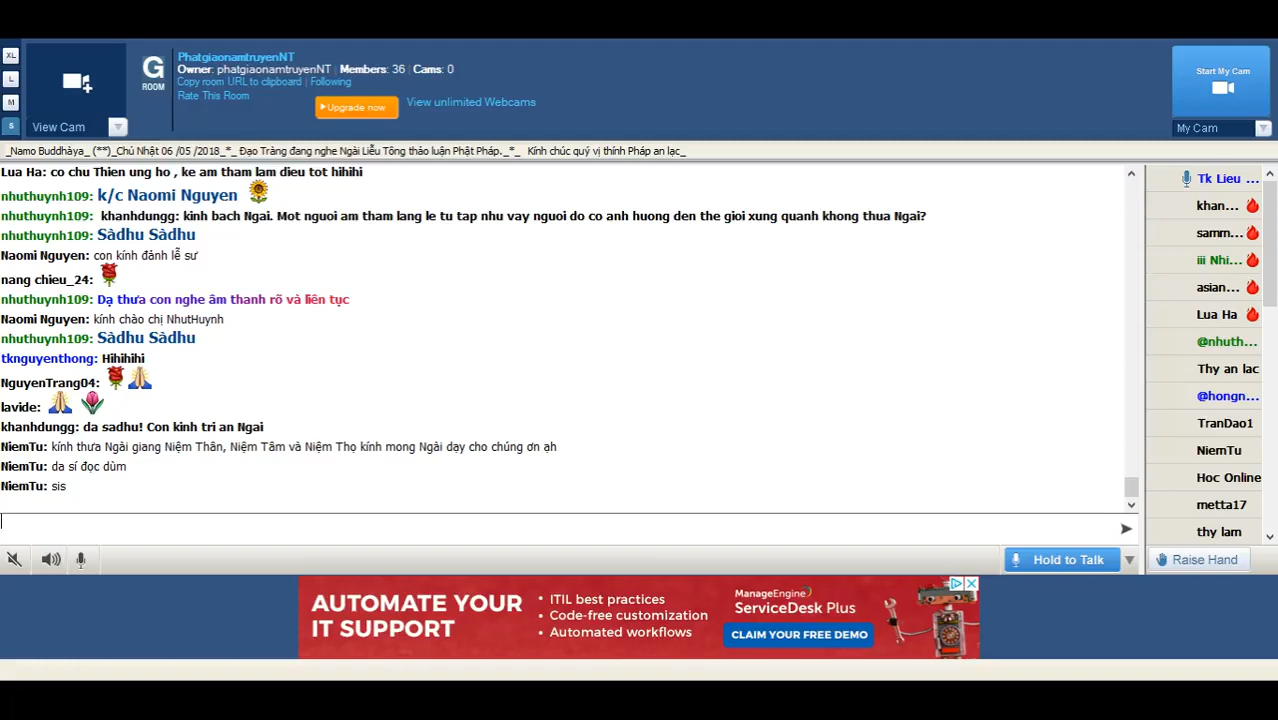 XL
L
M
S
View Cam
G
ROOM
PhatgiaonamtruyenNT
Owner: phatgiaonamtruyenNT | Members: 36 | Cams: 0
Copy room URL to clipboard | Following
Rate This Room
Upgrade now
View unlimited Webcams
Start My Cam
My Cam
_Namo Buddhàya_ (**)_Chú Nhật 06 /05 /2018_*_ Đạo Tràng đang nghe Ngài Liễu Tông thảo luận Phật Pháp._*_ Kính chúc quý vị thính Pháp an lạc_
Lua Ha: co chu Thien ung ho , ke am tham lam dieu tot hihihi
nhuthuynh109: k/c Naomi Nguyen 🌻
nhuthuynh109: khanhdungg: kinh bach Ngai. Mot nguoi am tham lang le tu tap nhu vay nguoi do co anh huong den the gioi xung quanh khong thua Ngai?
nhuthuynh109: Sàdhu Sàdhu
Naomi Nguyen: con kính đảnh lễ sư
nang chieu_24: 🌹
nhuthuynh109: Dạ thưa con nghe âm thanh rõ và liên tục
Naomi Nguyen: kính chào chị NhutHuynh
nhuthuynh109: Sàdhu Sàdhu
tknguyenthong: Hihihihi
NguyenTrang04: 🌹🙏
lavide: 🙏 🌷
khanhdungg: da sadhu! Con kinh tri an Ngai
NiemTu: kính thưa Ngài giang Niệm Thân, Niệm Tâm và Niệm Thọ kính mong Ngài dạy cho chúng ơn ạh
NiemTu: da sí đọc dùm
NiemTu: sis
Tk Lieu ...
khan...
samm...
iii Nhi...
asian...
Lua Ha
@nhuth...
Thy an lac
@hongn...
TranDao1
NiemTu
Hoc Online
metta17
thy lam
Hold to Talk
Raise Hand
AUTOMATE YOUR
IT SUPPORT
• ITIL best practices
• Code-free customization
• Automated workflows
ManageEngine
ServiceDesk Plus
CLAIM YOUR FREE DEMO